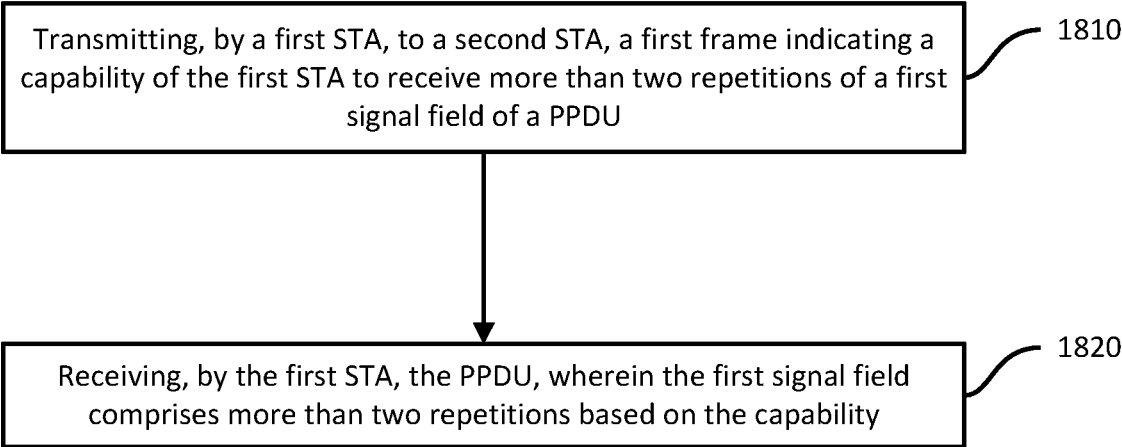 Transmitting, by a first STA, to a second STA, a first frame indicating a
capability of the first STA to receive more than two repetitions of a first
signal field of a PPDU
1810
Receiving, by the first STA, the PPDU, wherein the first signal field
comprises more than two repetitions based on the capability
1820